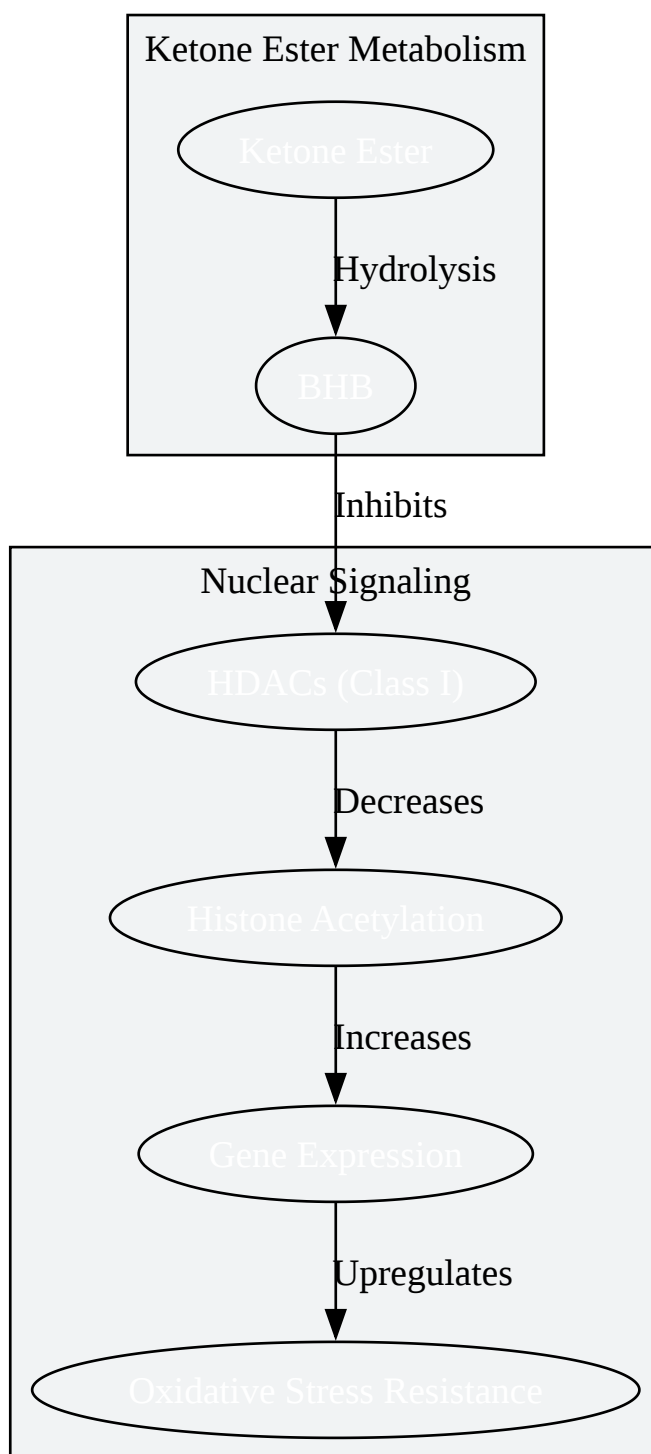 Ketone Ester Metabolism
Ketone Ester
Hydrolysis
BHB
Inhibits
Nuclear Signaling
HDACs (Class I)
Decreases
Histone Acetylation
Increases
Gene Expression
Upregulates
Oxidative Stress Resistance